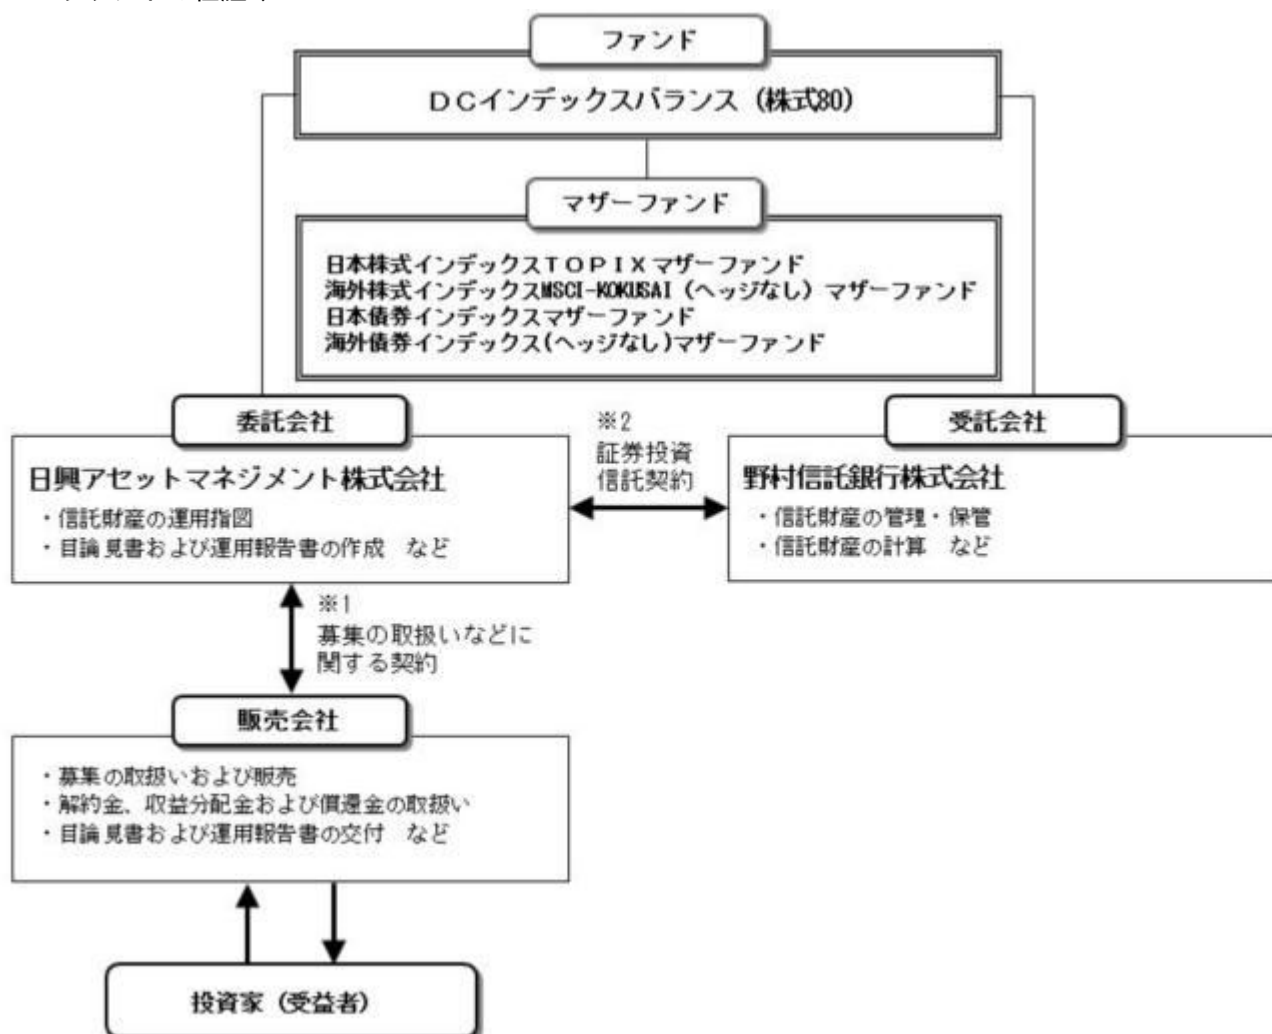 ファンド
DCインデックスバランス（株式80）
マザーファンド
日本株式インデックスTOPIXマザーファンド
海外株式インデックスMSCI-KOKUSAI（ヘッジなし）マザーファンド
日本債券インデックスマザーファンド
海外債券インデックス(ヘッジなし)マザーファンド
委託会社
日興アセットマネジメント株式会社
・信託財産の運用指図
・目論見書および運用報告書の作成　など
※2
証券投資
信託契約
受託会社
野村信託銀行株式会社
・信託財産の管理・保管
・信託財産の計算　など
※1
募集の取扱いなどに
関する契約
販売会社
・募集の取扱いおよび販売
・解約金、収益分配金および償還金の取扱い
・目論見書および運用報告書の交付　など
投資家（受益者）